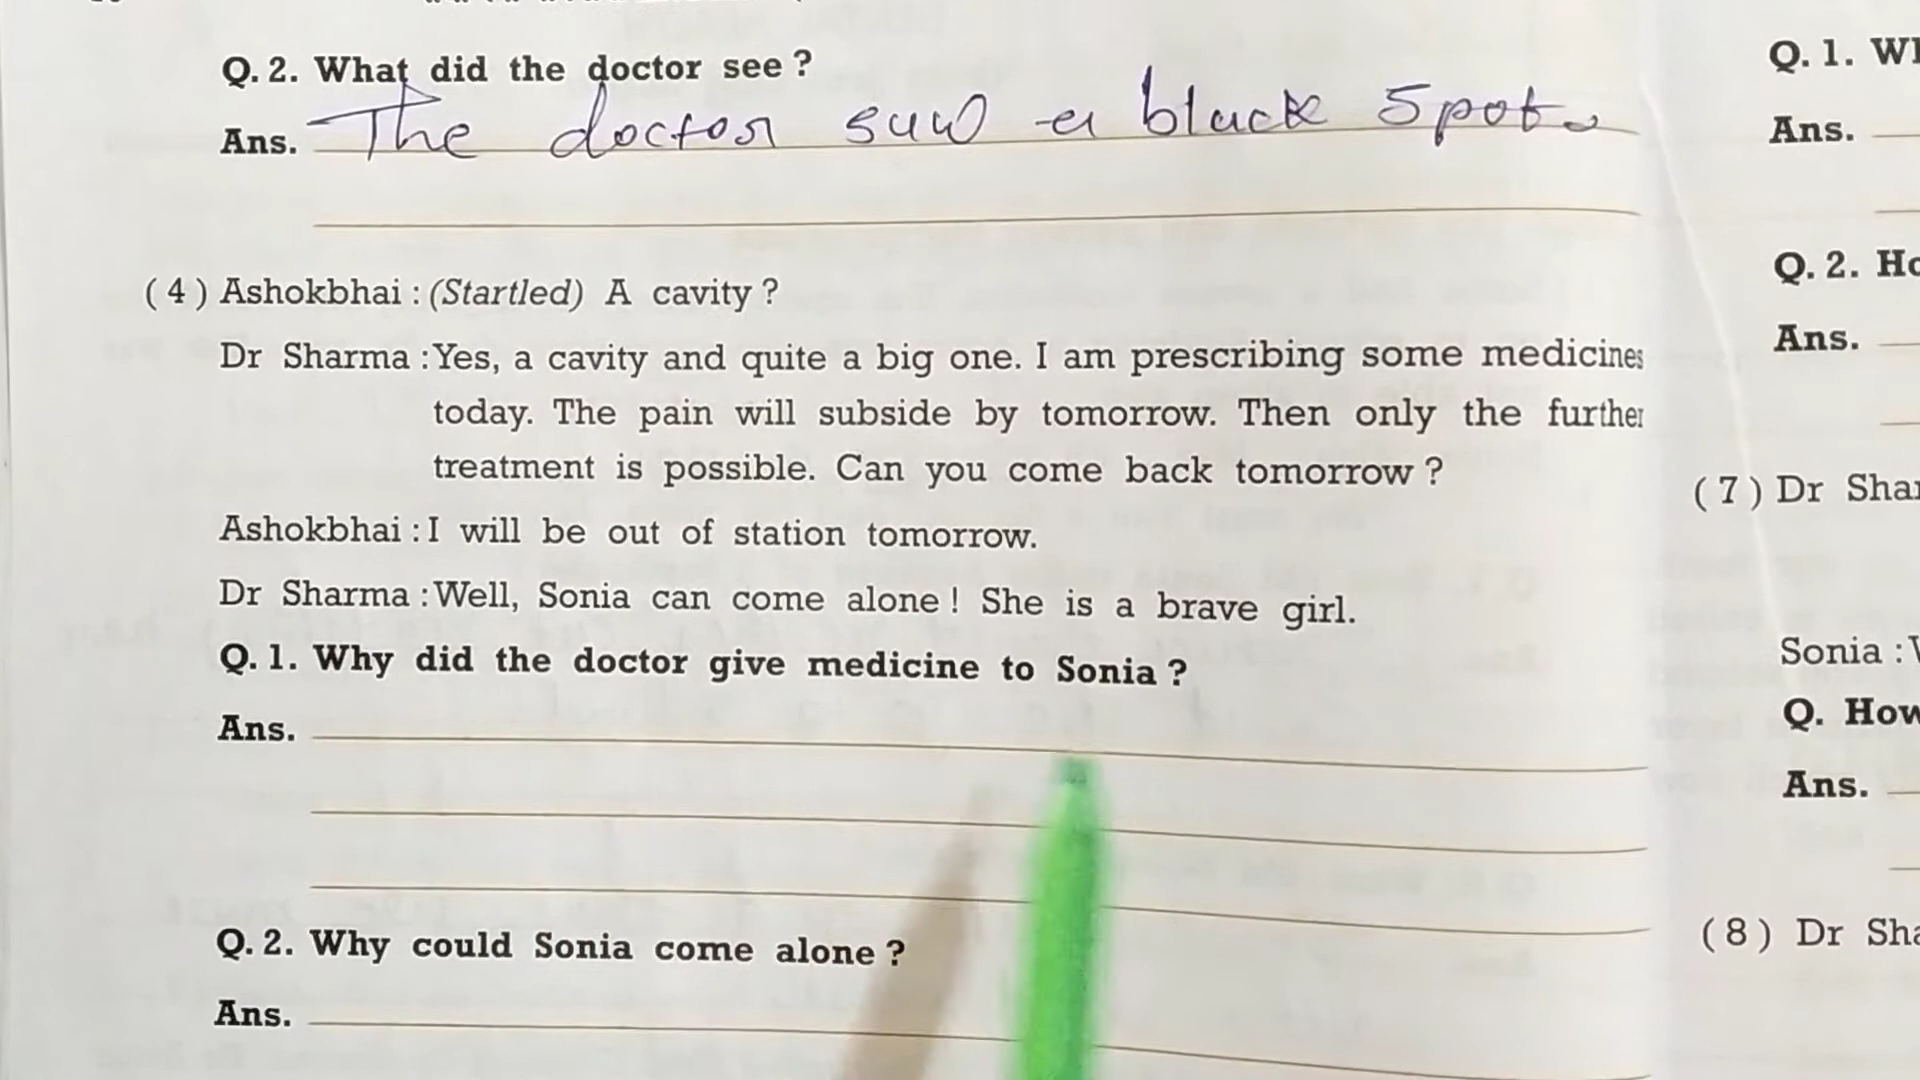 Q. 2. What did the doctor see ?
Ans. The doctor saw a black spot.
( 4 ) Ashokbhai : (Startled) A cavity ?
Dr Sharma : Yes, a cavity and quite a big one. I am prescribing some medicines
today. The pain will subside by tomorrow. Then only the further
treatment is possible. Can you come back tomorrow ?
Ashokbhai : I will be out of station tomorrow.
Dr Sharma : Well, Sonia can come alone ! She is a brave girl.
Q. 1. Why did the doctor give medicine to Sonia ?
Ans.
Q. 2. Why could Sonia come alone ?
Ans.
Q. 1.
Ans.
Q. 2.
Ans.
( 7 ) Dr
Sonia :
Q. How
Ans.
( 8 ) Dr